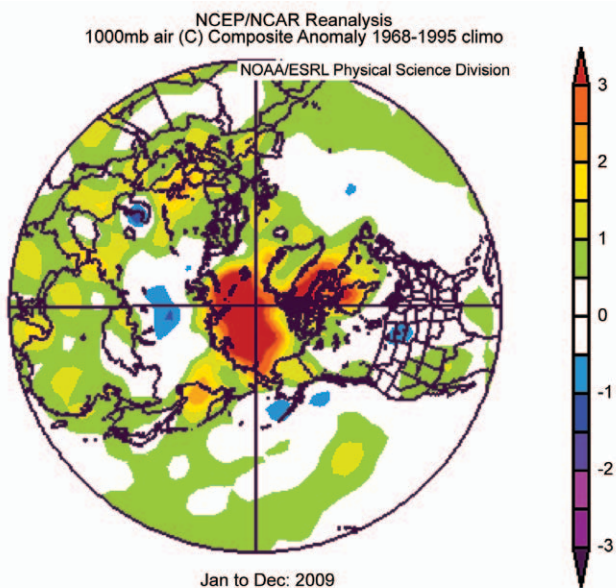 NCEP/NCAR Reanalysis
1000mb air (C) Composite Anomaly 1968-1995 climo
NOAA/ESRL Physical Science Division
3
2
1
0
-1
-2
-3
Jan to Dec: 2009